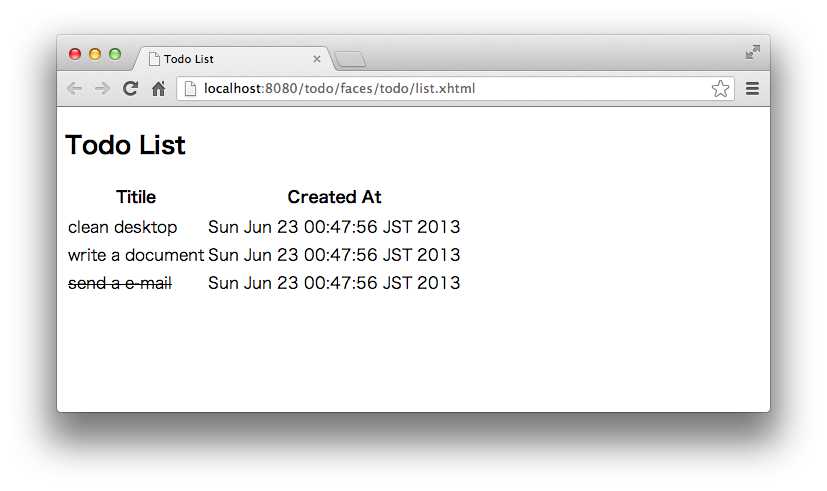 Todo List
localhost:8080/todo/faces/todo/list.xhtml
Todo List
Titile Created At
clean desktop Sun Jun 23 00:47:56 JST 2013
write a document Sun Jun 23 00:47:56 JST 2013
send a e-mail Sun Jun 23 00:47:56 JST 2013